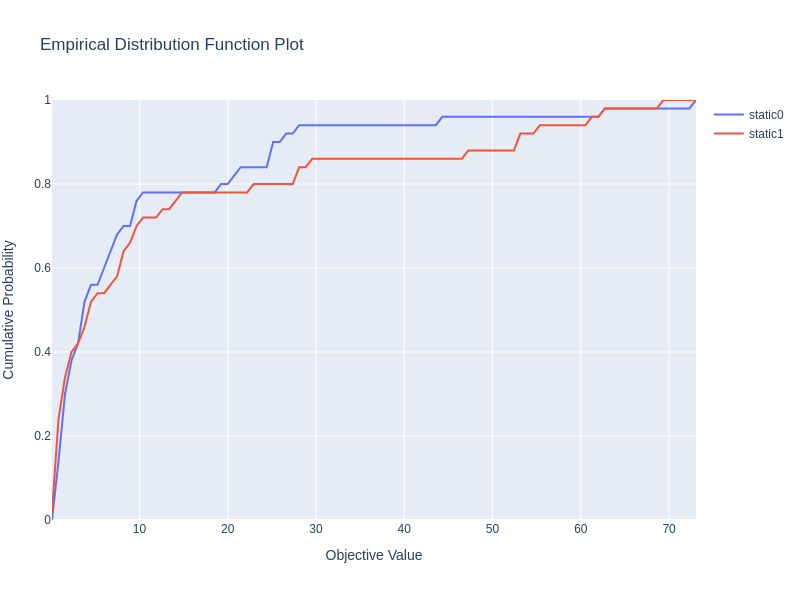 Empirical Distribution Function Plot
1
0.8
0.6
0.4
0.2
0
Cumulative Probability
10 20 30 40 50 60 70
Objective Value
static0
static1